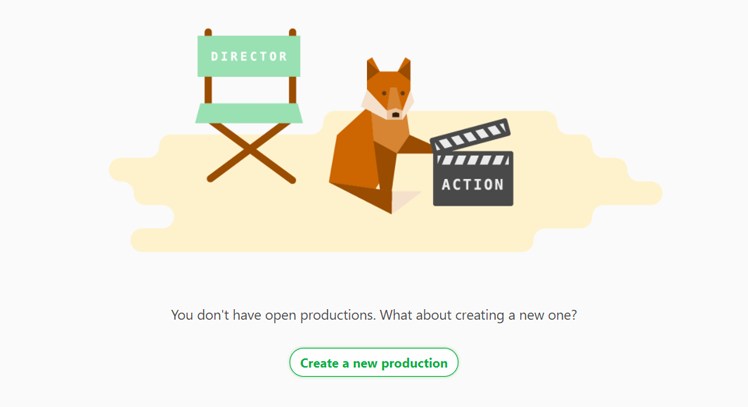 DIRECTOR
ACTION
You don't have open productions. What about creating a new one?
Create a new production